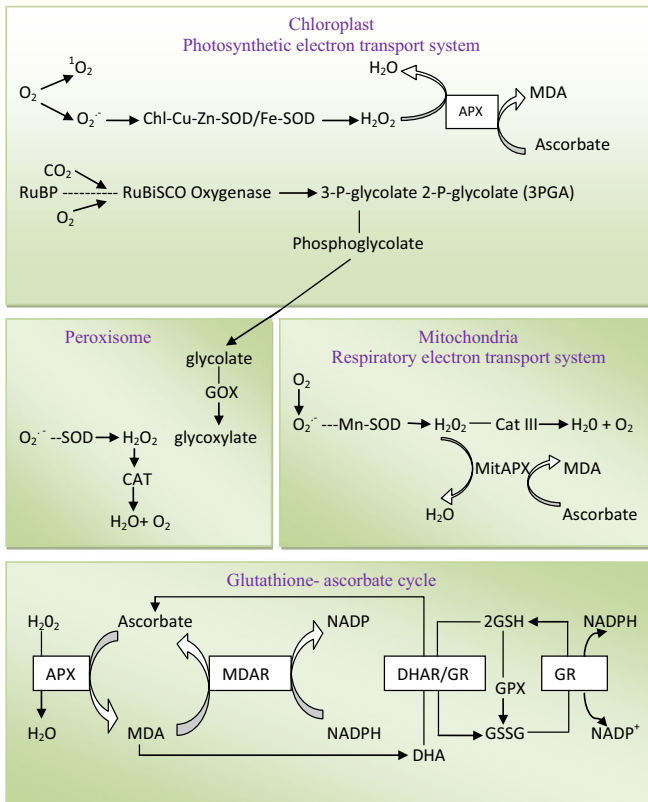 Chloroplast
Photosynthetic electron transport system
¹O₂
O₂
O₂·⁻
Chl-Cu-Zn-SOD/Fe-SOD
H₂O₂
H₂O
APX
MDA
Ascorbate
CO₂
RuBP ---------- RuBiSCO Oxygenase
O₂
3-P-glycolate 2-P-glycolate (3PGA)
Phosphoglycolate
Peroxisome
glycolate
GOX
glycoxylate
O₂·⁻ --SOD
H₂O₂
CAT
H₂O+ O₂
Mitochondria
Respiratory electron transport system
O₂
O₂·⁻ ---Mn-SOD
H₂0₂
Cat III
H₂0 + O₂
MitAPX
MDA
H₂O
Ascorbate
Glutathione- ascorbate cycle
H₂0₂
Ascorbate
NADP
2GSH
NADPH
APX
MDAR
DHAR/GR
GPX
GR
H₂O
MDA
NADPH
DHA
GSSG
NADP⁺